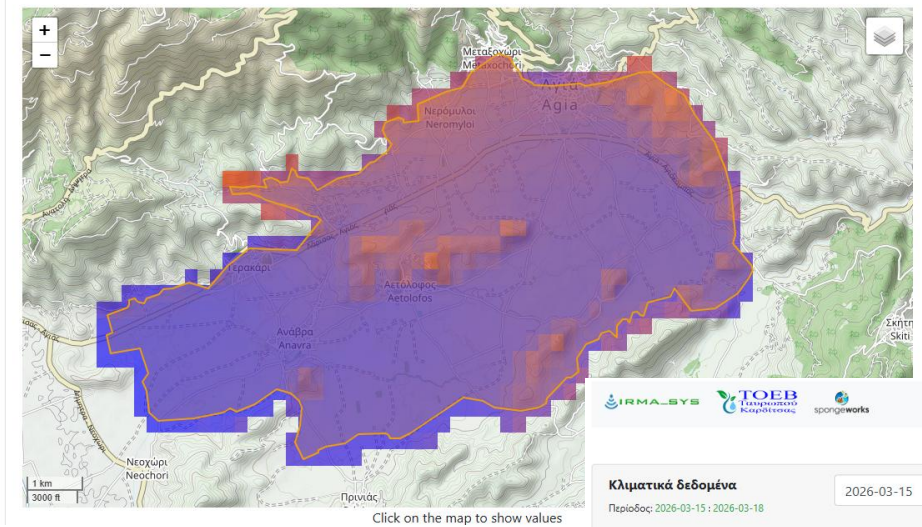 +
−
Μεταξοχώρι
Metaxochori
Αγιά
Agia
Νερόμυλοι
Neromyloi
Γερακάρι
Αετόλοφος
Aetolofos
Ανάβρα
Anavra
Σκήτη
Skiti
Νεοχώρι
Neochori
Πρινιάς
1 km
3000 ft
Click on the map to show values
IRMA_SYS
ΤΟΕΒ
Ταυρωπού
Καρδίτσας
spongeworks
Κλιματικά δεδομένα
Περίοδος: 2026-03-15 : 2026-03-18
2026-03-15